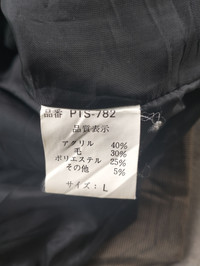 品番 PTS-782
品質表示
アクリル 40%
毛 30%
ポリエステル 25%
その他 5%
サイズ: L